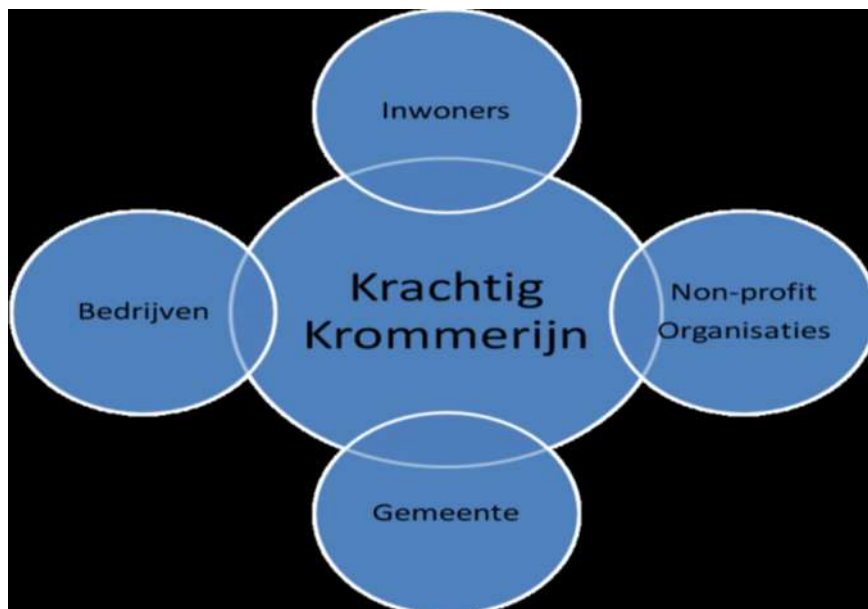 Inwoners
Bedrijven
Krachtig
Krommerijn
Non-profit
Organisaties
Gemeente